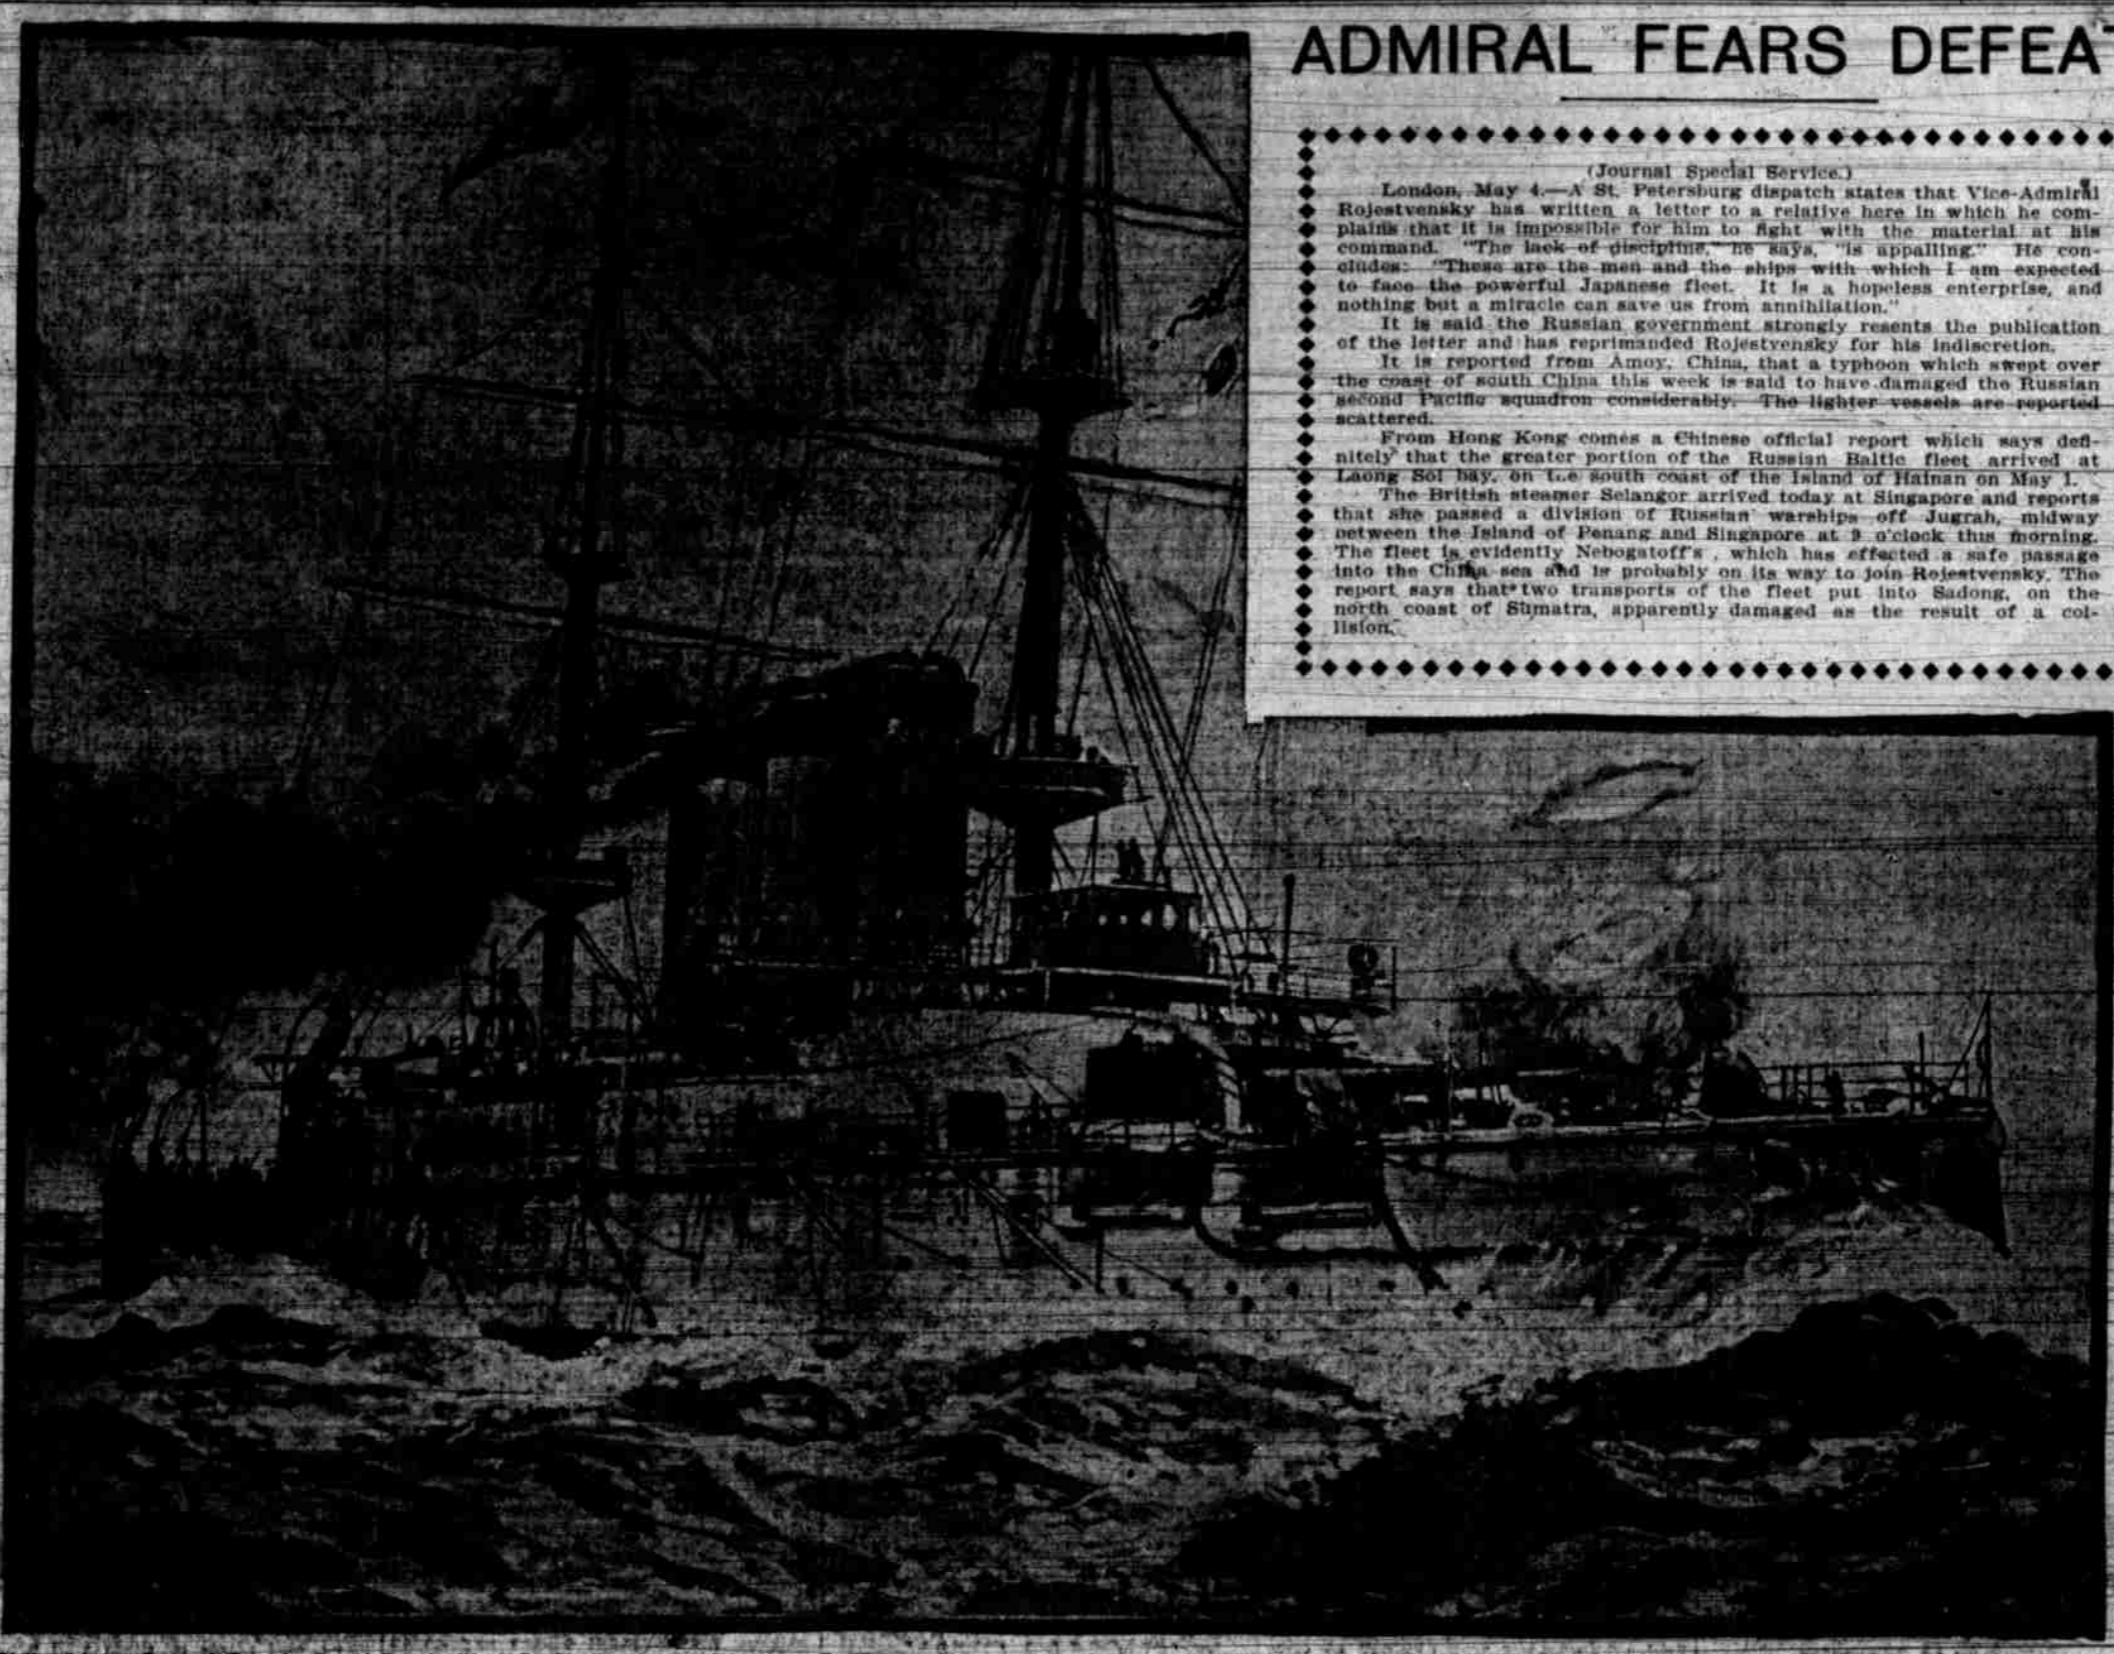 ADMIRAL FEARS DEFEAT
(Journal Special Service.)
London, May 4.—A St. Petersburg dispatch states that Vice-Admiral
Rojestvensky has written a letter to a relative here in which he com-
plains that it is impossible for him to fight with the material at his
command. "The lack of discipline," he says, "is appalling." He con-
cludes: "These are the men and the ships with which I am expected
to face the powerful Japanese fleet. It is a hopeless enterprise, and
nothing but a miracle can save us from annihilation."
It is said the Russian government strongly resents the publication
of the letter and has reprimanded Rojestvensky for his indiscretion.
It is reported from Amoy, China, that a typhoon which swept over
the coast of south China this week is said to have damaged the Russian
second Pacific squadron considerably. The lighter vessels are reported
scattered.
From Hong Kong comes a Chinese official report which says defi-
nitely that the greater portion of the Russian Baltic fleet arrived at
Laong Soi bay, on the south coast of the Island of Hainan on May 1.
The British steamer Selangor arrived today at Singapore and reports
that she passed a division of Russian warships off Jugrah, midway
between the Island of Penang and Singapore at 9 o'clock this morning.
The fleet is evidently Nebogatoff's, which has effected a safe passage
into the China sea and is probably on its way to join Rojestvensky. The
report says that two transports of the fleet put into Sadong, on the
north coast of Sumatra, apparently damaged as the result of a col-
lision.